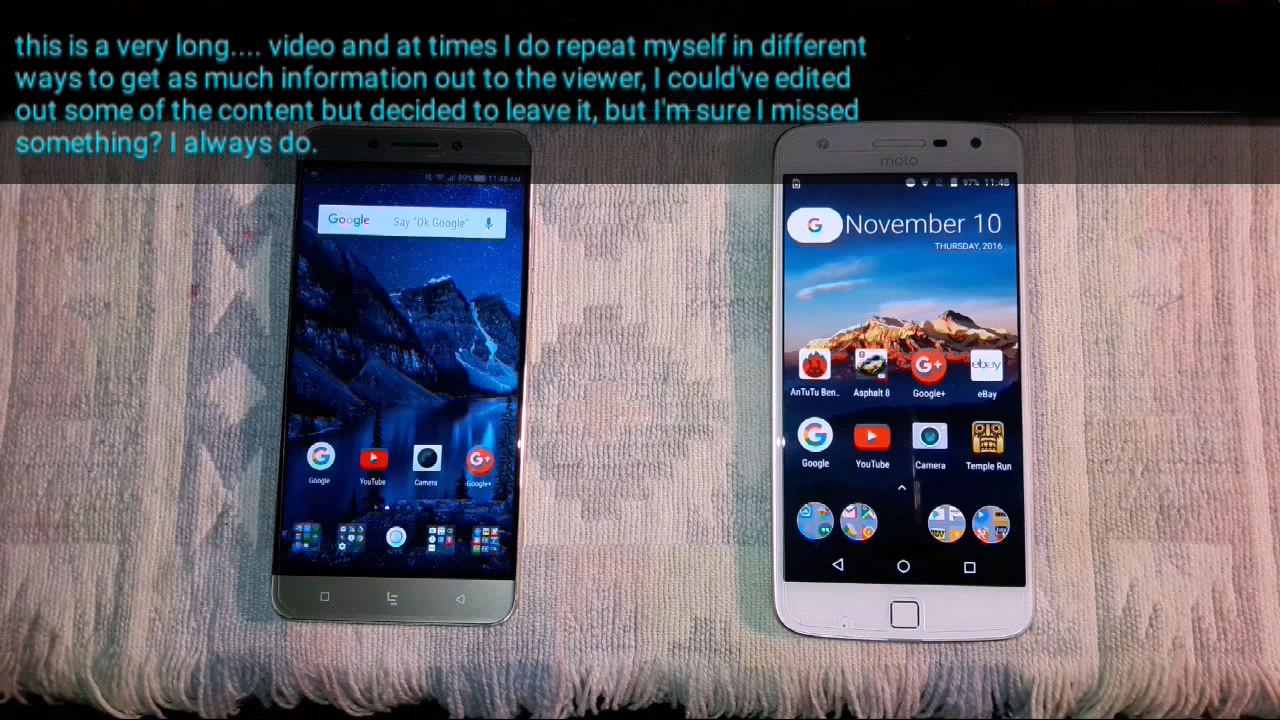 this is a very long.... video and at times I do repeat myself in different
ways to get as much information out to the viewer, I could've edited
out some of the content but decided to leave it, but I'm sure I missed
something? I always do.
89% 11:48 AM
Google Say "Ok Google"
Google YouTube Camera Google+
moto
97% 11:48
G November 10
THURSDAY, 2016
AnTuTu Ben.. Asphalt 8 Google+ eBay
Google YouTube Camera Temple Run